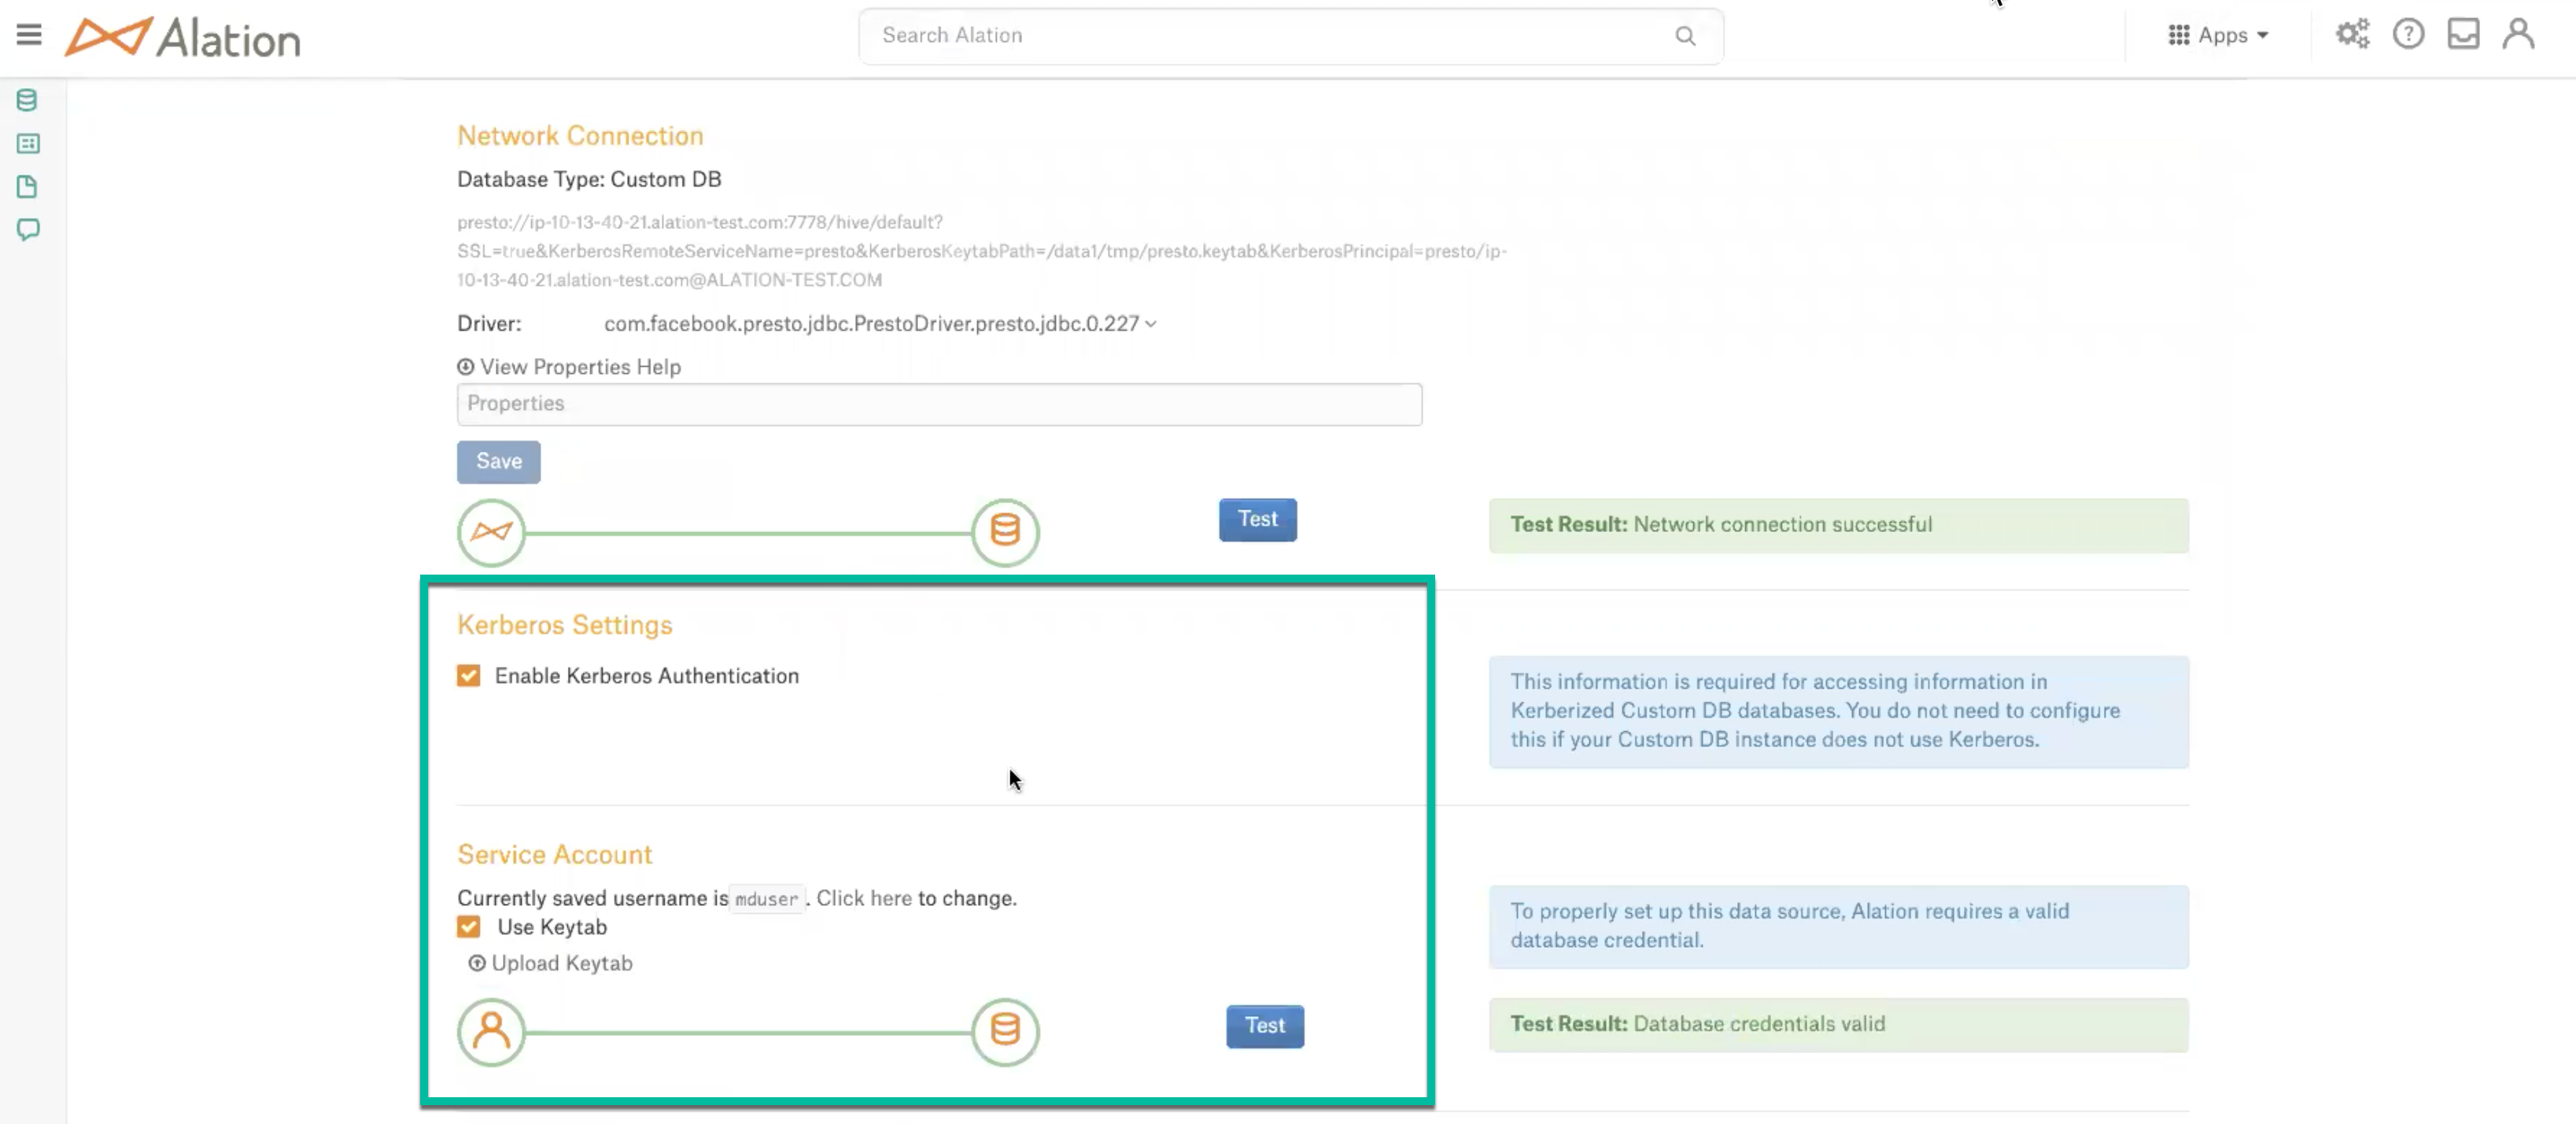 Alation
Search Alation
Apps
Network Connection
Database Type: Custom DB
presto://ip-10-13-40-21.alation-test.com:7778/hive/default?
SSL=true&KerberosRemoteServiceName=presto&KerberosKeytabPath=/data1/tmp/presto.keytab&KerberosPrincipal=presto/ip-
10-13-40-21.alation-test.com@ALATION-TEST.COM
Driver: com.facebook.presto.jdbc.PrestoDriver.presto.jdbc.0.227
View Properties Help
Properties
Save
Test
Test Result: Network connection successful
Kerberos Settings
Enable Kerberos Authentication
This information is required for accessing information in
Kerberized Custom DB databases. You do not need to configure
this if your Custom DB instance does not use Kerberos.
Service Account
Currently saved username is mduser. Click here to change.
Use Keytab
Upload Keytab
To properly set up this data source, Alation requires a valid
database credential.
Test
Test Result: Database credentials valid